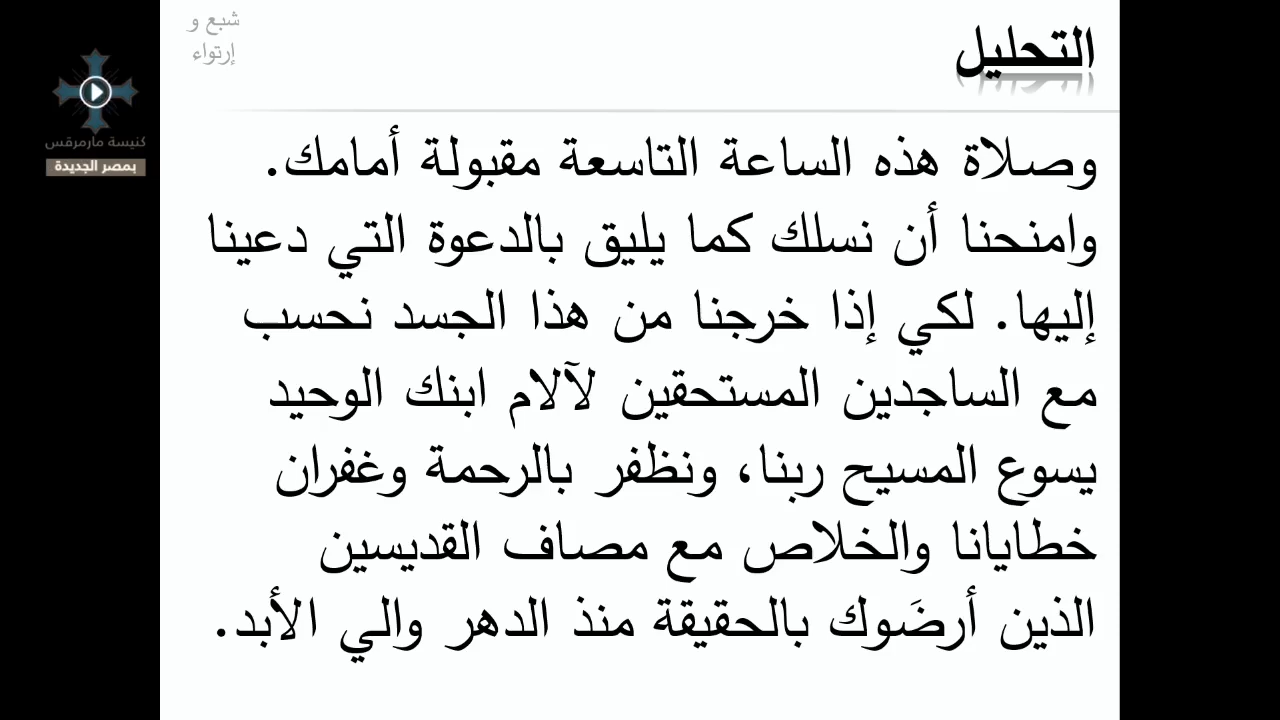 شبع و
إرتواء
التحليل
كنيسة مارمرقس
بمصر الجديدة
وصلاة هذه الساعة التاسعة مقبولة أمامك.
وامنحنا أن نسلك كما يليق بالدعوة التي دعينا
إليها. لكي إذا خرجنا من هذا الجسد نحسب
مع الساجدين المستحقين لآلام ابنك الوحيد
يسوع المسيح ربنا، ونظفر بالرحمة وغفران
خطايانا والخلاص مع مصاف القديسين
الذين أرضَوك بالحقيقة منذ الدهر والي الأبد.